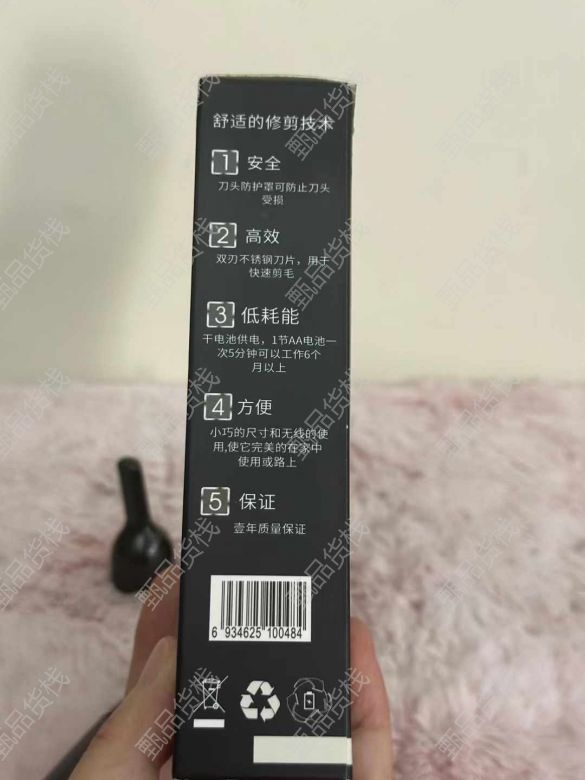 舒适的修剪技术
1 安全
刀头防护罩可防止刀头
受损
2 高效
双刃不锈钢刀片，用于
快速剪毛
3 低耗能
干电池供电，1节AA电池一
次5分钟可以工作6个
月以上
4 方便
小巧的尺寸和无线的使
用,使它完美的在家中
使用或路上
5 保证
壹年质量保证
6 934625 100484
甄品货栈